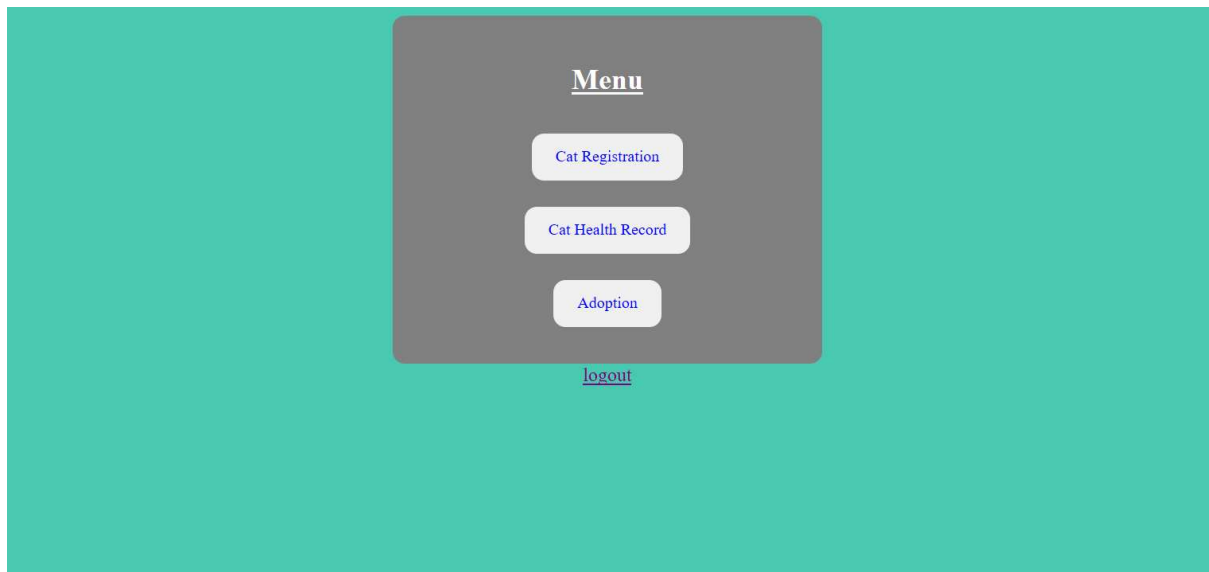 Menu
Cat Registration
Cat Health Record
Adoption
logout